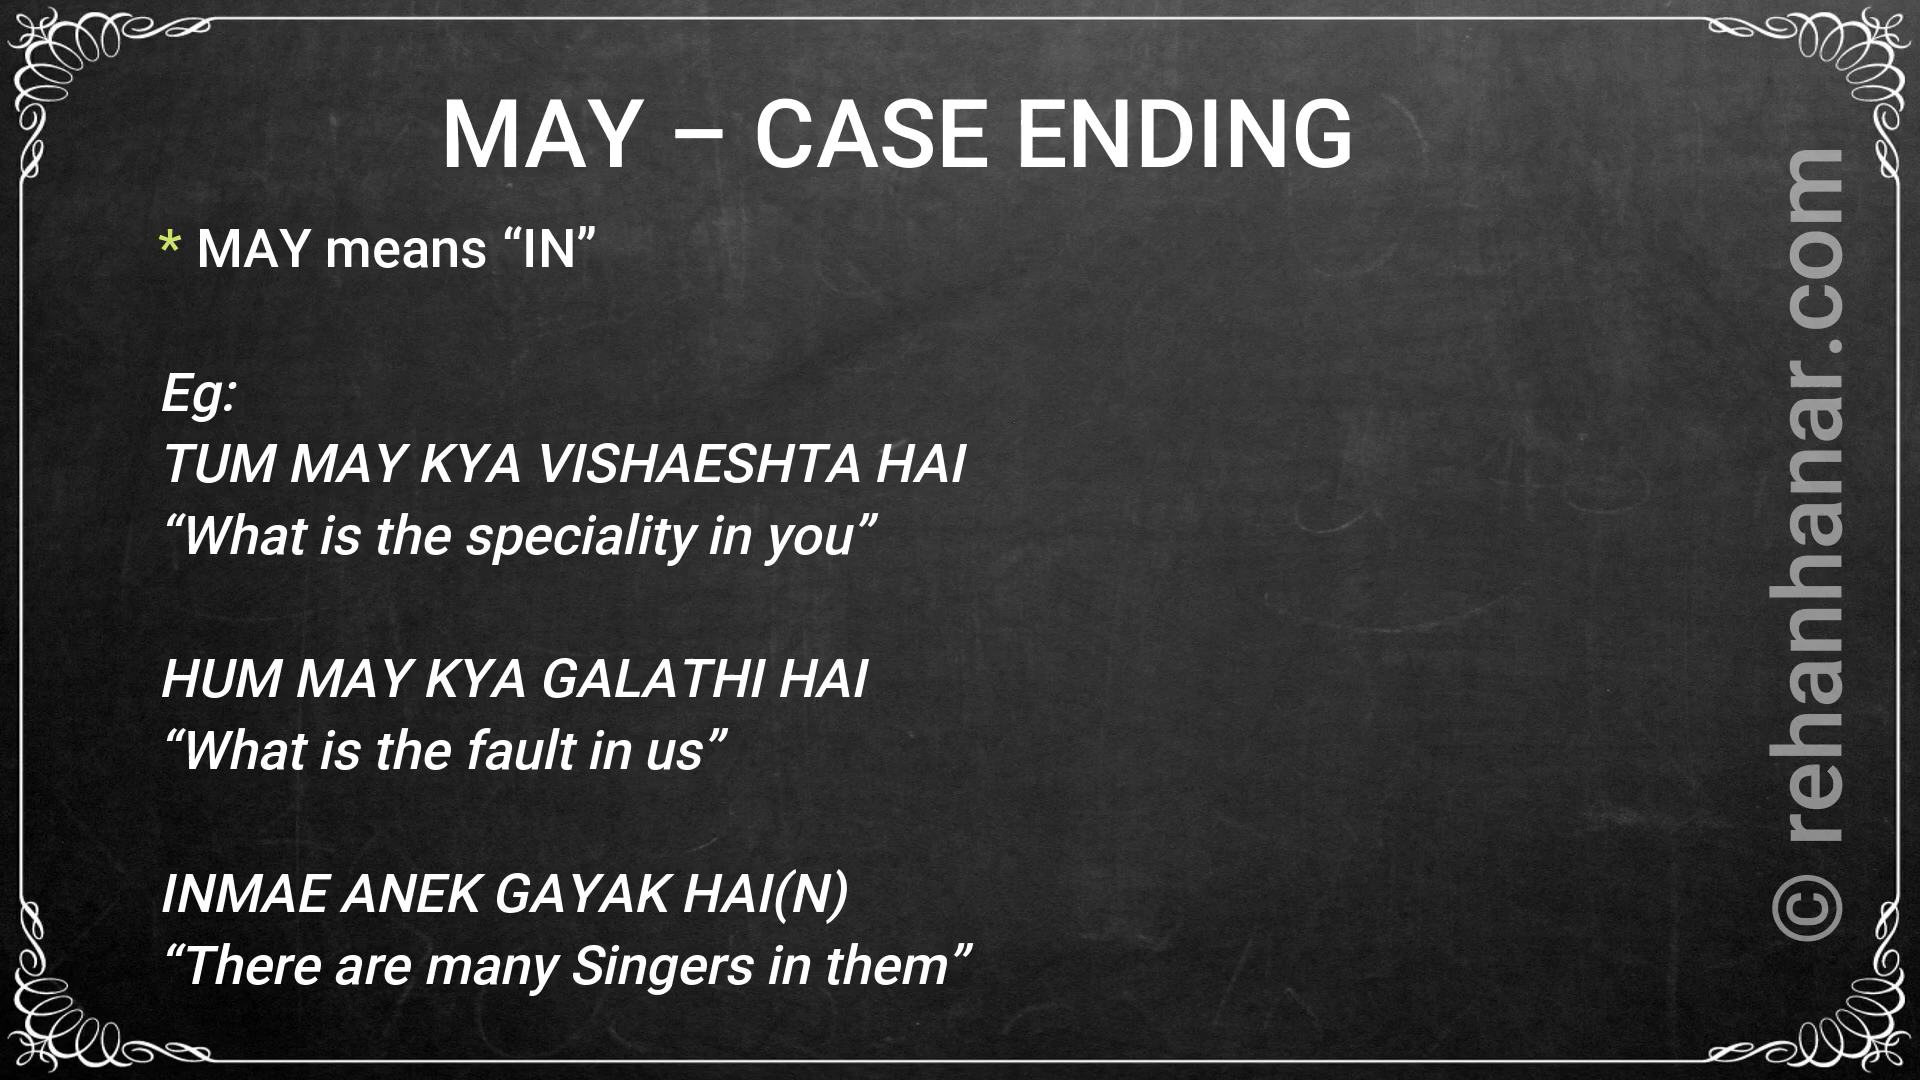 MAY – CASE ENDING
* MAY means “IN”
Eg:
TUM MAY KYA VISHAESHTA HAI
“What is the speciality in you”
HUM MAY KYA GALATHI HAI
“What is the fault in us”
INMAE ANEK GAYAK HAI(N)
“There are many Singers in them”
© rehanhanar.com